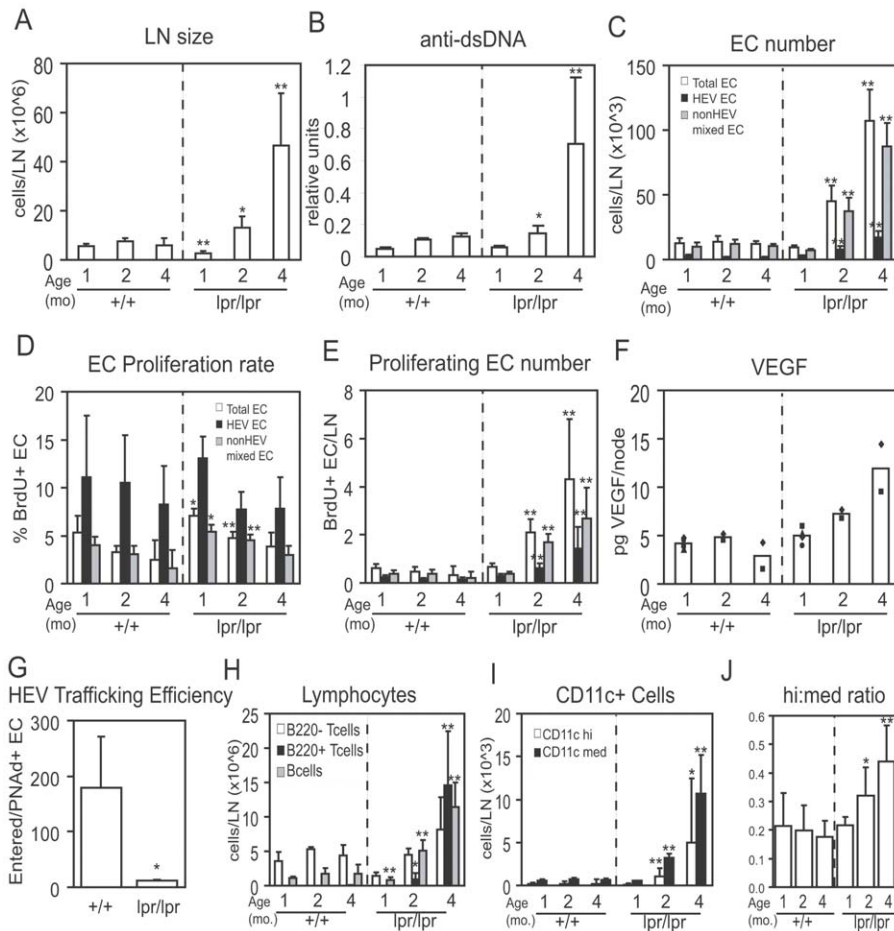 A
LN size
cells/LN (x10^6)
80
60
40
20
0
**
*
**
Age
(mo)
1 2 4 1 2 4
+/+ lpr/lpr
B
anti-dsDNA
relative units
1.2
1
0.8
0.6
0.4
0.2
0
*
**
1 2 4 1 2 4
Age
(mo)
+/+ lpr/lpr
C
EC number
cells/LN (x10^3)
150
100
50
0
Total EC
HEV EC
nonHEV
mixed EC
** ** **
** ** **
Age
(mo)
1 2 4 1 2 4
+/+ lpr/lpr
D
EC Proliferation rate
% BrdU+ EC
20
15
10
5
0
Total EC
HEV EC
nonHEV
mixed EC
* *
** **
Age
(mo)
1 2 4 1 2 4
+/+ lpr/lpr
E
Proliferating EC number
BrdU+ EC/LN
8
6
4
2
0
** ** **
** ** **
Age
(mo)
1 2 4 1 2 4
+/+ lpr/lpr
F
VEGF
pg VEGF/node
20
15
10
5
0
Age
(mo)
1 2 4 1 2 4
+/+ lpr/lpr
G
HEV Trafficking Efficiency
Entered/PNAd+ EC
300
200
100
0
*
+/+ lpr/lpr
H
Lymphocytes
cells/LN (x10^6)
25
20
15
10
5
0
B220- Tcells
B220+ Tcells
Bcells
**
* **
** **
Age
(mo.)
1 2 4 1 2 4
+/+ lpr/lpr
I
CD11c+ Cells
cells/LN (x10^3)
20
15
10
5
0
CD11c hi
CD11c med
** **
* **
Age
(mo.)
1 2 4 1 2 4
+/+ lpr/lpr
J
hi:med ratio
0.6
0.5
0.4
0.3
0.2
0.1
0.0
*
**
Age
(mo.)
1 2 4 1 2 4
+/+ lpr/lpr